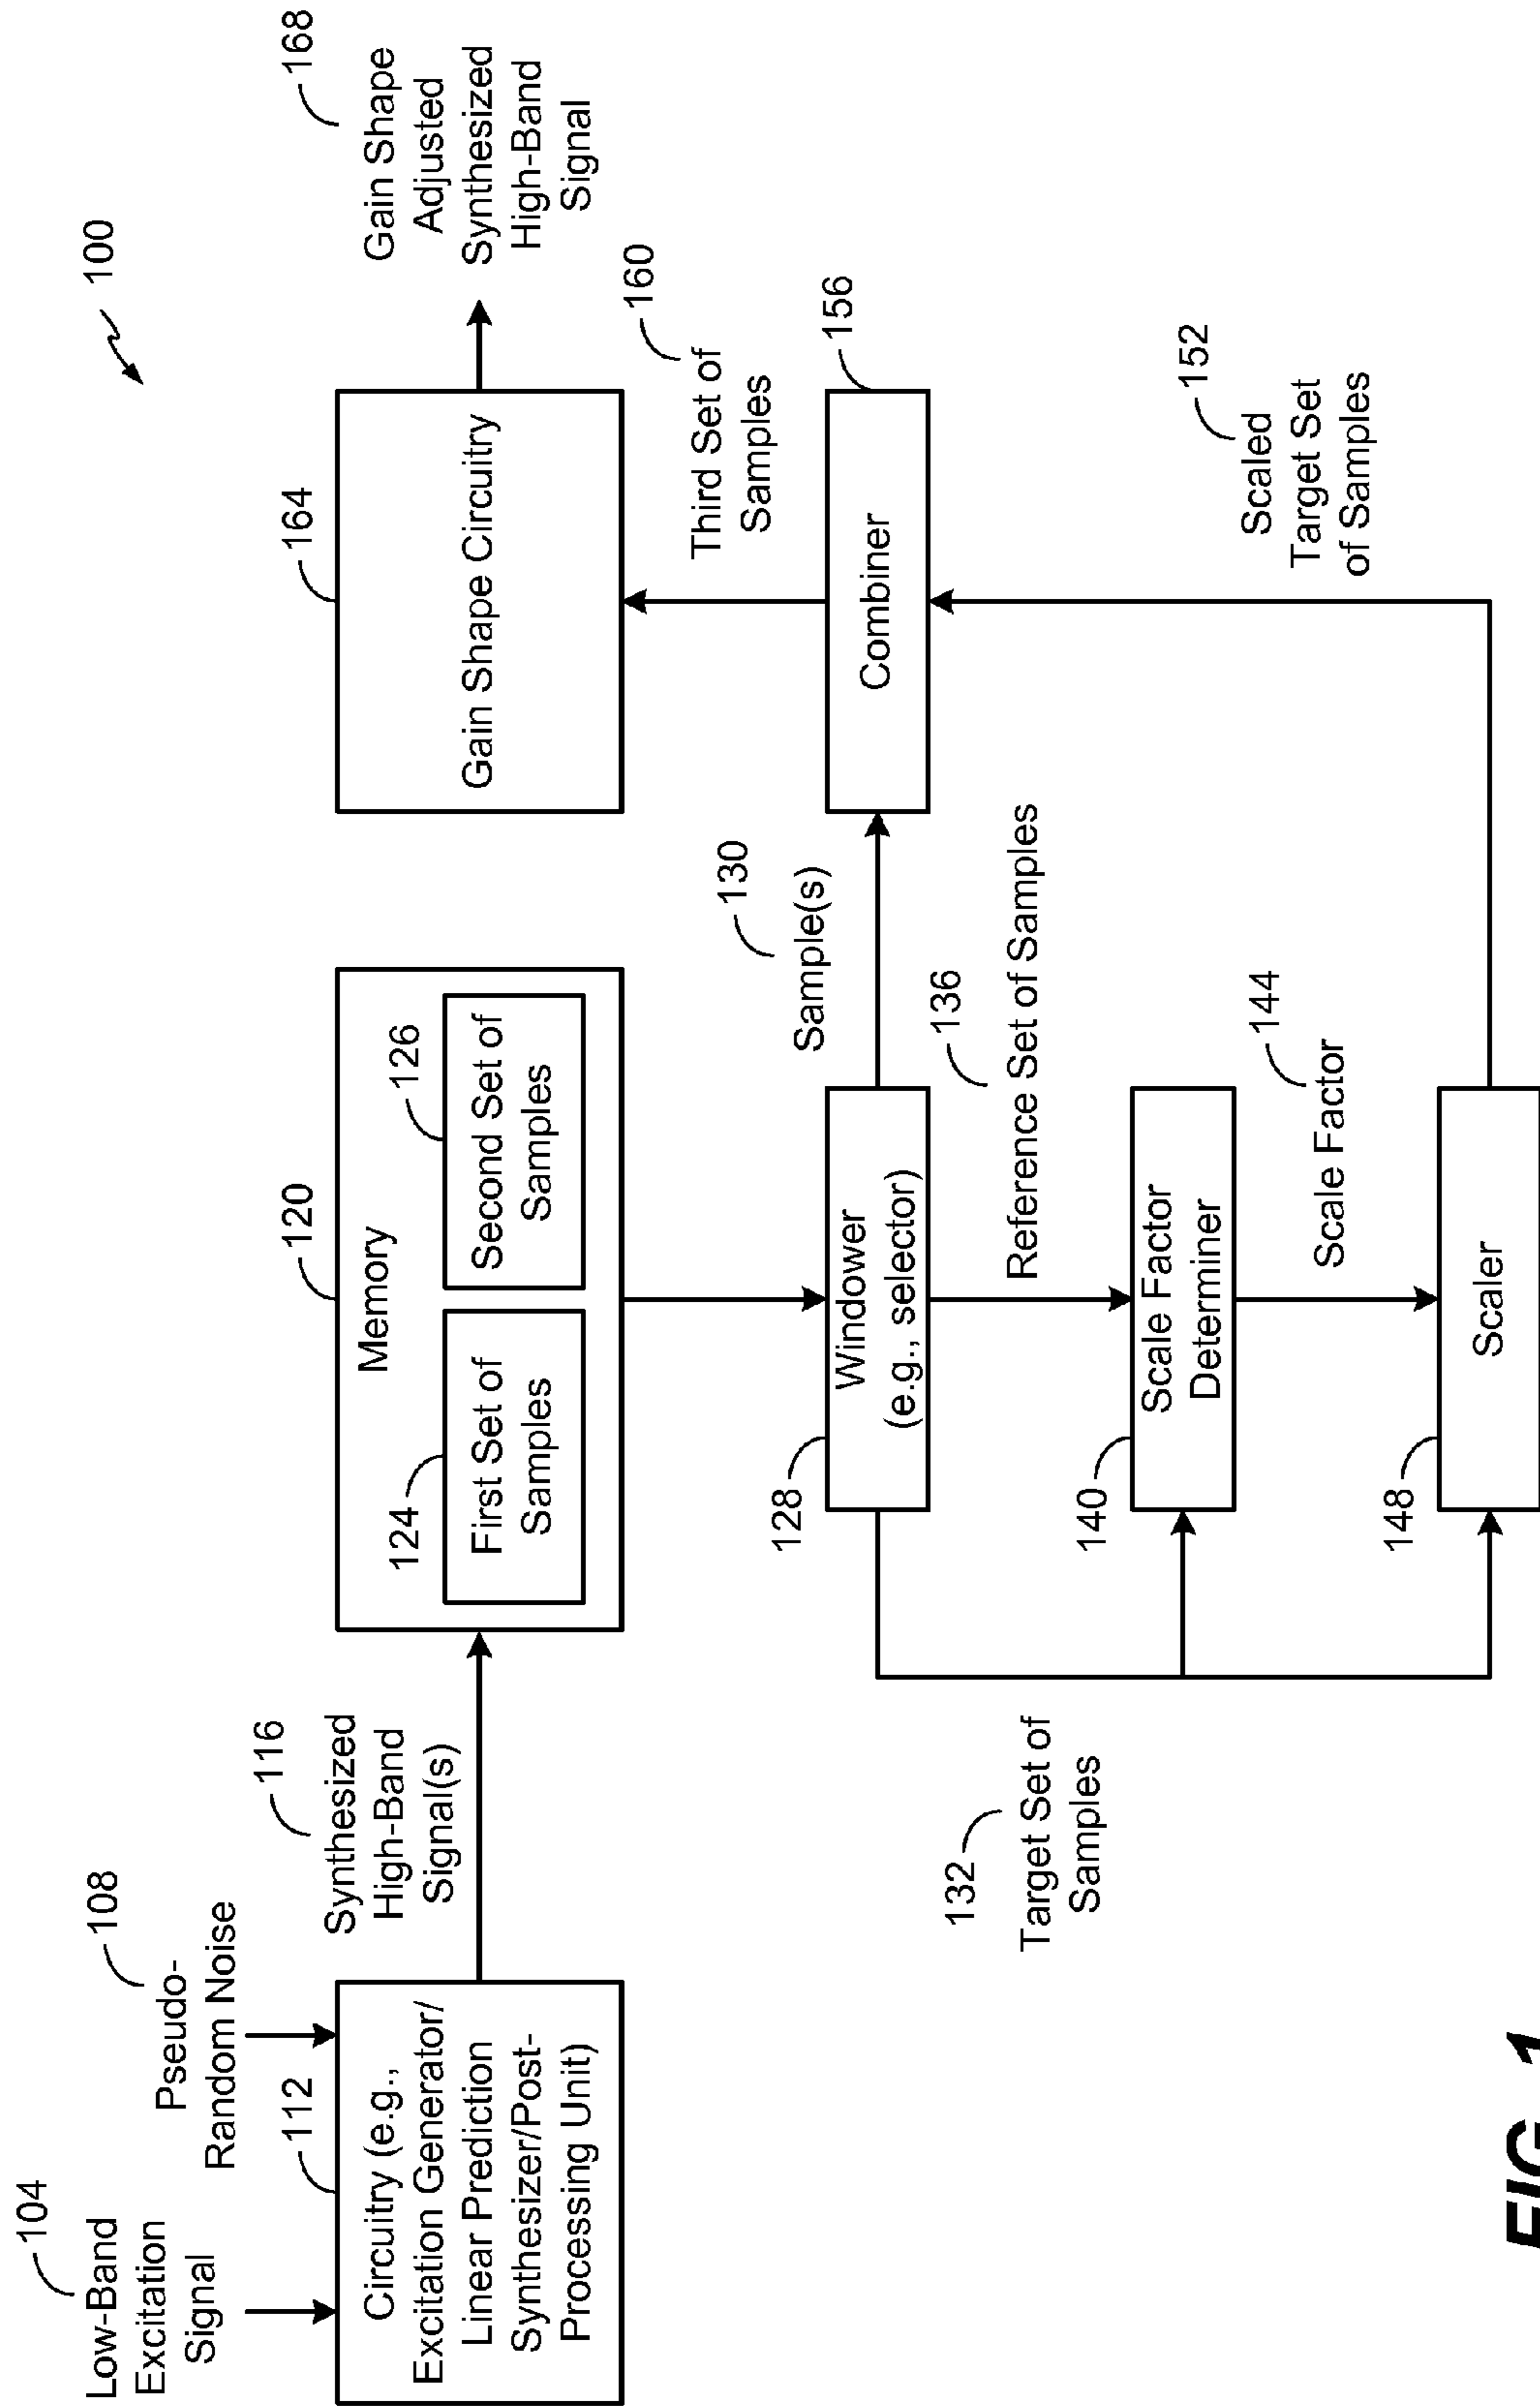 100
104
Low-Band
Excitation
Signal
108
Pseudo-
Random Noise
112
Circuitry (e.g.,
Excitation Generator/
Linear Prediction
Synthesizer/Post-
Processing Unit)
116
Synthesized
High-Band
Signal(s)
120
Memory
124
First Set of
Samples
126
Second Set of
Samples
164
Gain Shape Circuitry
168
Gain Shape
Adjusted
Synthesized
High-Band
Signal
128
Windower
(e.g., selector)
130
Sample(s)
156
Combiner
160
Third Set of
Samples
132
Target Set of
Samples
136
Reference Set of Samples
140
Scale Factor
Determiner
144
Scale Factor
148
Scaler
152
Scaled
Target Set
of Samples
FIG. 1